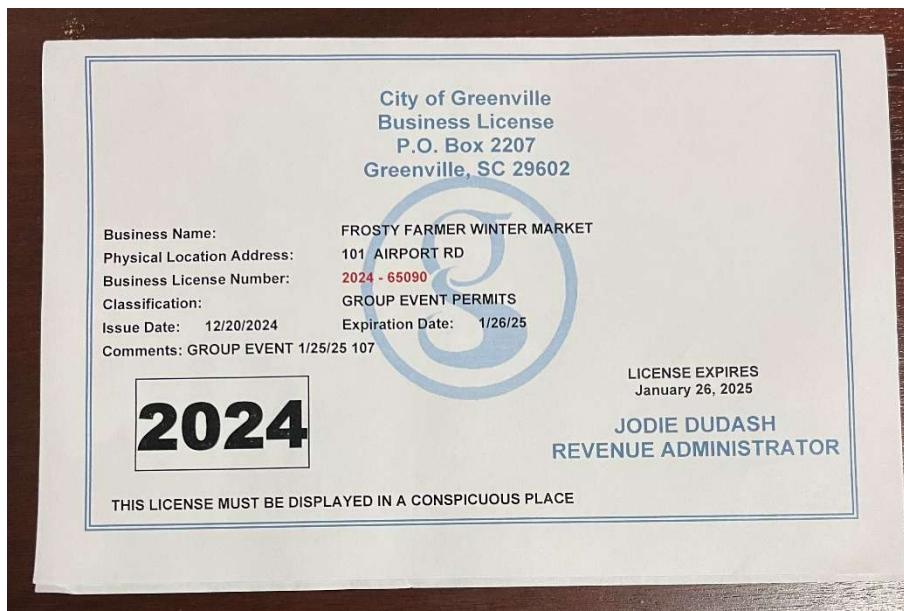 City of Greenville
Business License
P.O. Box 2207
Greenville, SC 29602
Business Name: FROSTY FARMER WINTER MARKET
Physical Location Address: 101 AIRPORT RD
Business License Number: 2024 - 65090
Classification: GROUP EVENT PERMITS
Issue Date: 12/20/2024 Expiration Date: 1/26/25
Comments: GROUP EVENT 1/25/25 107
LICENSE EXPIRES
January 26, 2025
2024
JODIE DUDASH
REVENUE ADMINISTRATOR
THIS LICENSE MUST BE DISPLAYED IN A CONSPICUOUS PLACE